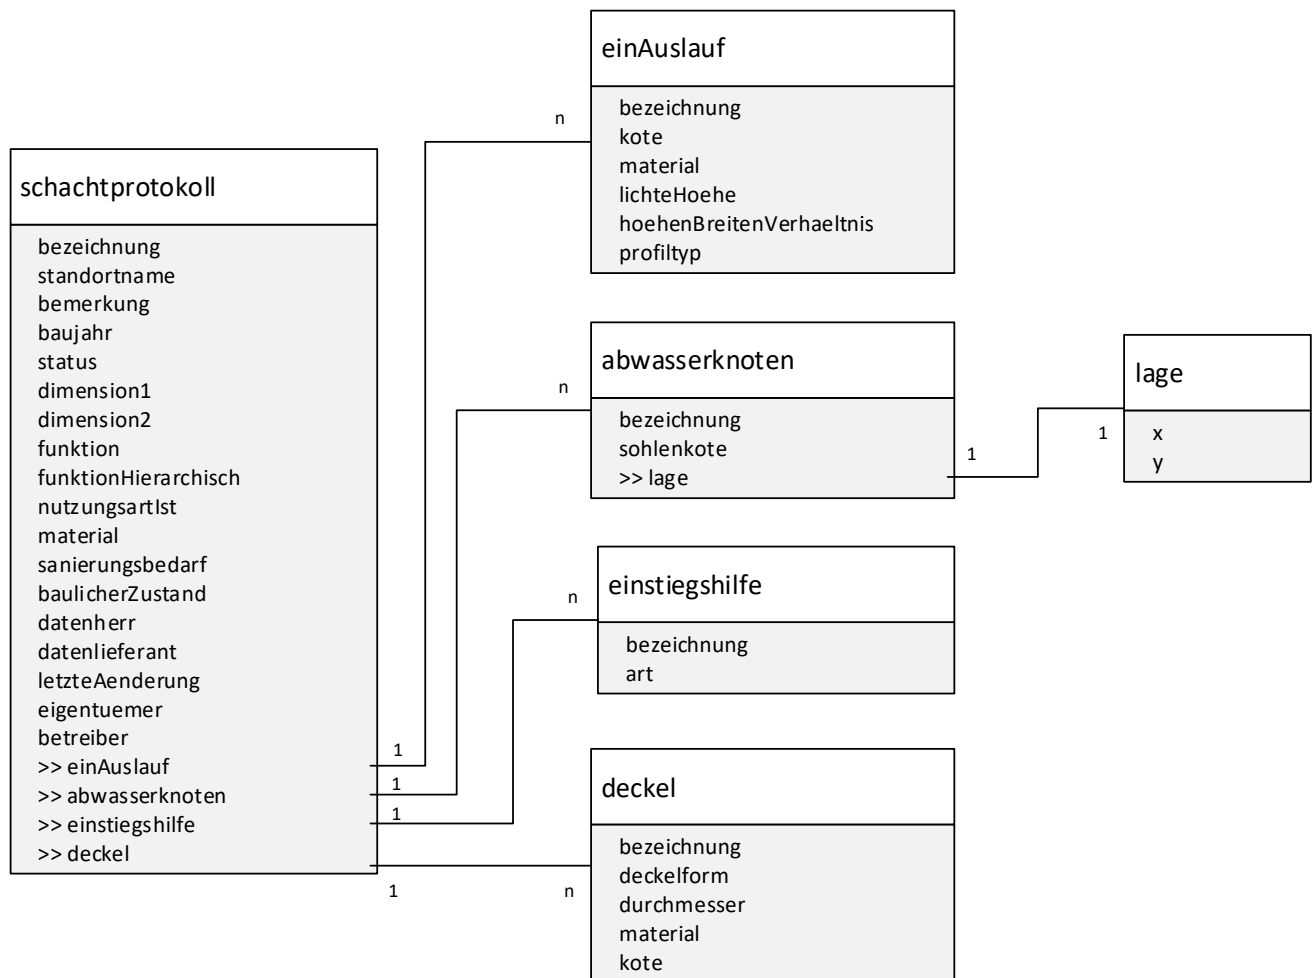 einAuslauf
bezeichnung
kote
material
lichteHoehe
hoehenBreitenVerhaeltnis
profiltyp
n
schachtprotokoll
bezeichnung
standortname
bemerkung
baujahr
status
dimension1
dimension2
funktion
funktionHierarchisch
nutzungsartIst
material
sanierungsbedarf
baulicherZustand
datenherr
datenlieferant
letzteAenderung
eigentuemer
betreiber
>> einAuslauf
>> abwasserknoten
>> einstiegshilfe
>> deckel
1
1
1
1
n
abwasserknoten
bezeichnung
sohlenkote
>> lage
1
1
lage
x
y
n
einstiegshilfe
bezeichnung
art
n
deckel
bezeichnung
deckelform
durchmesser
material
kote